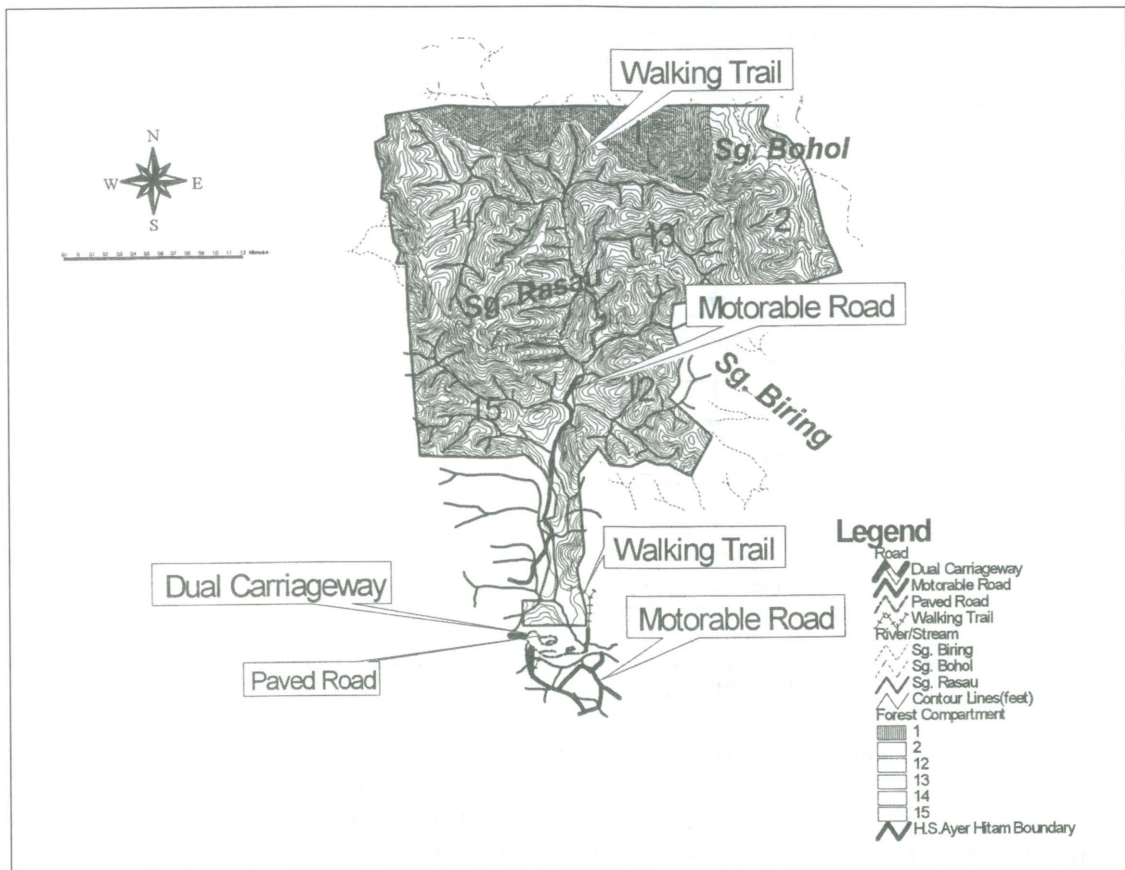 Walking Trail
N
W E
S
1
Sg. Bohol
14
13
2
Sg. Rasau
Motorable Road
12
Sg. Biring
15
Walking Trail
Dual Carriageway
Motorable Road
Paved Road
Legend
Road
Dual Carriageway
Motorable Road
Paved Road
Walking Trail
River/Stream
Sg. Biring
Sg. Bohol
Sg. Rasau
Contour Lines(feet)
Forest Compartment
1
2
12
13
14
15
H.S.Ayer Hitam Boundary